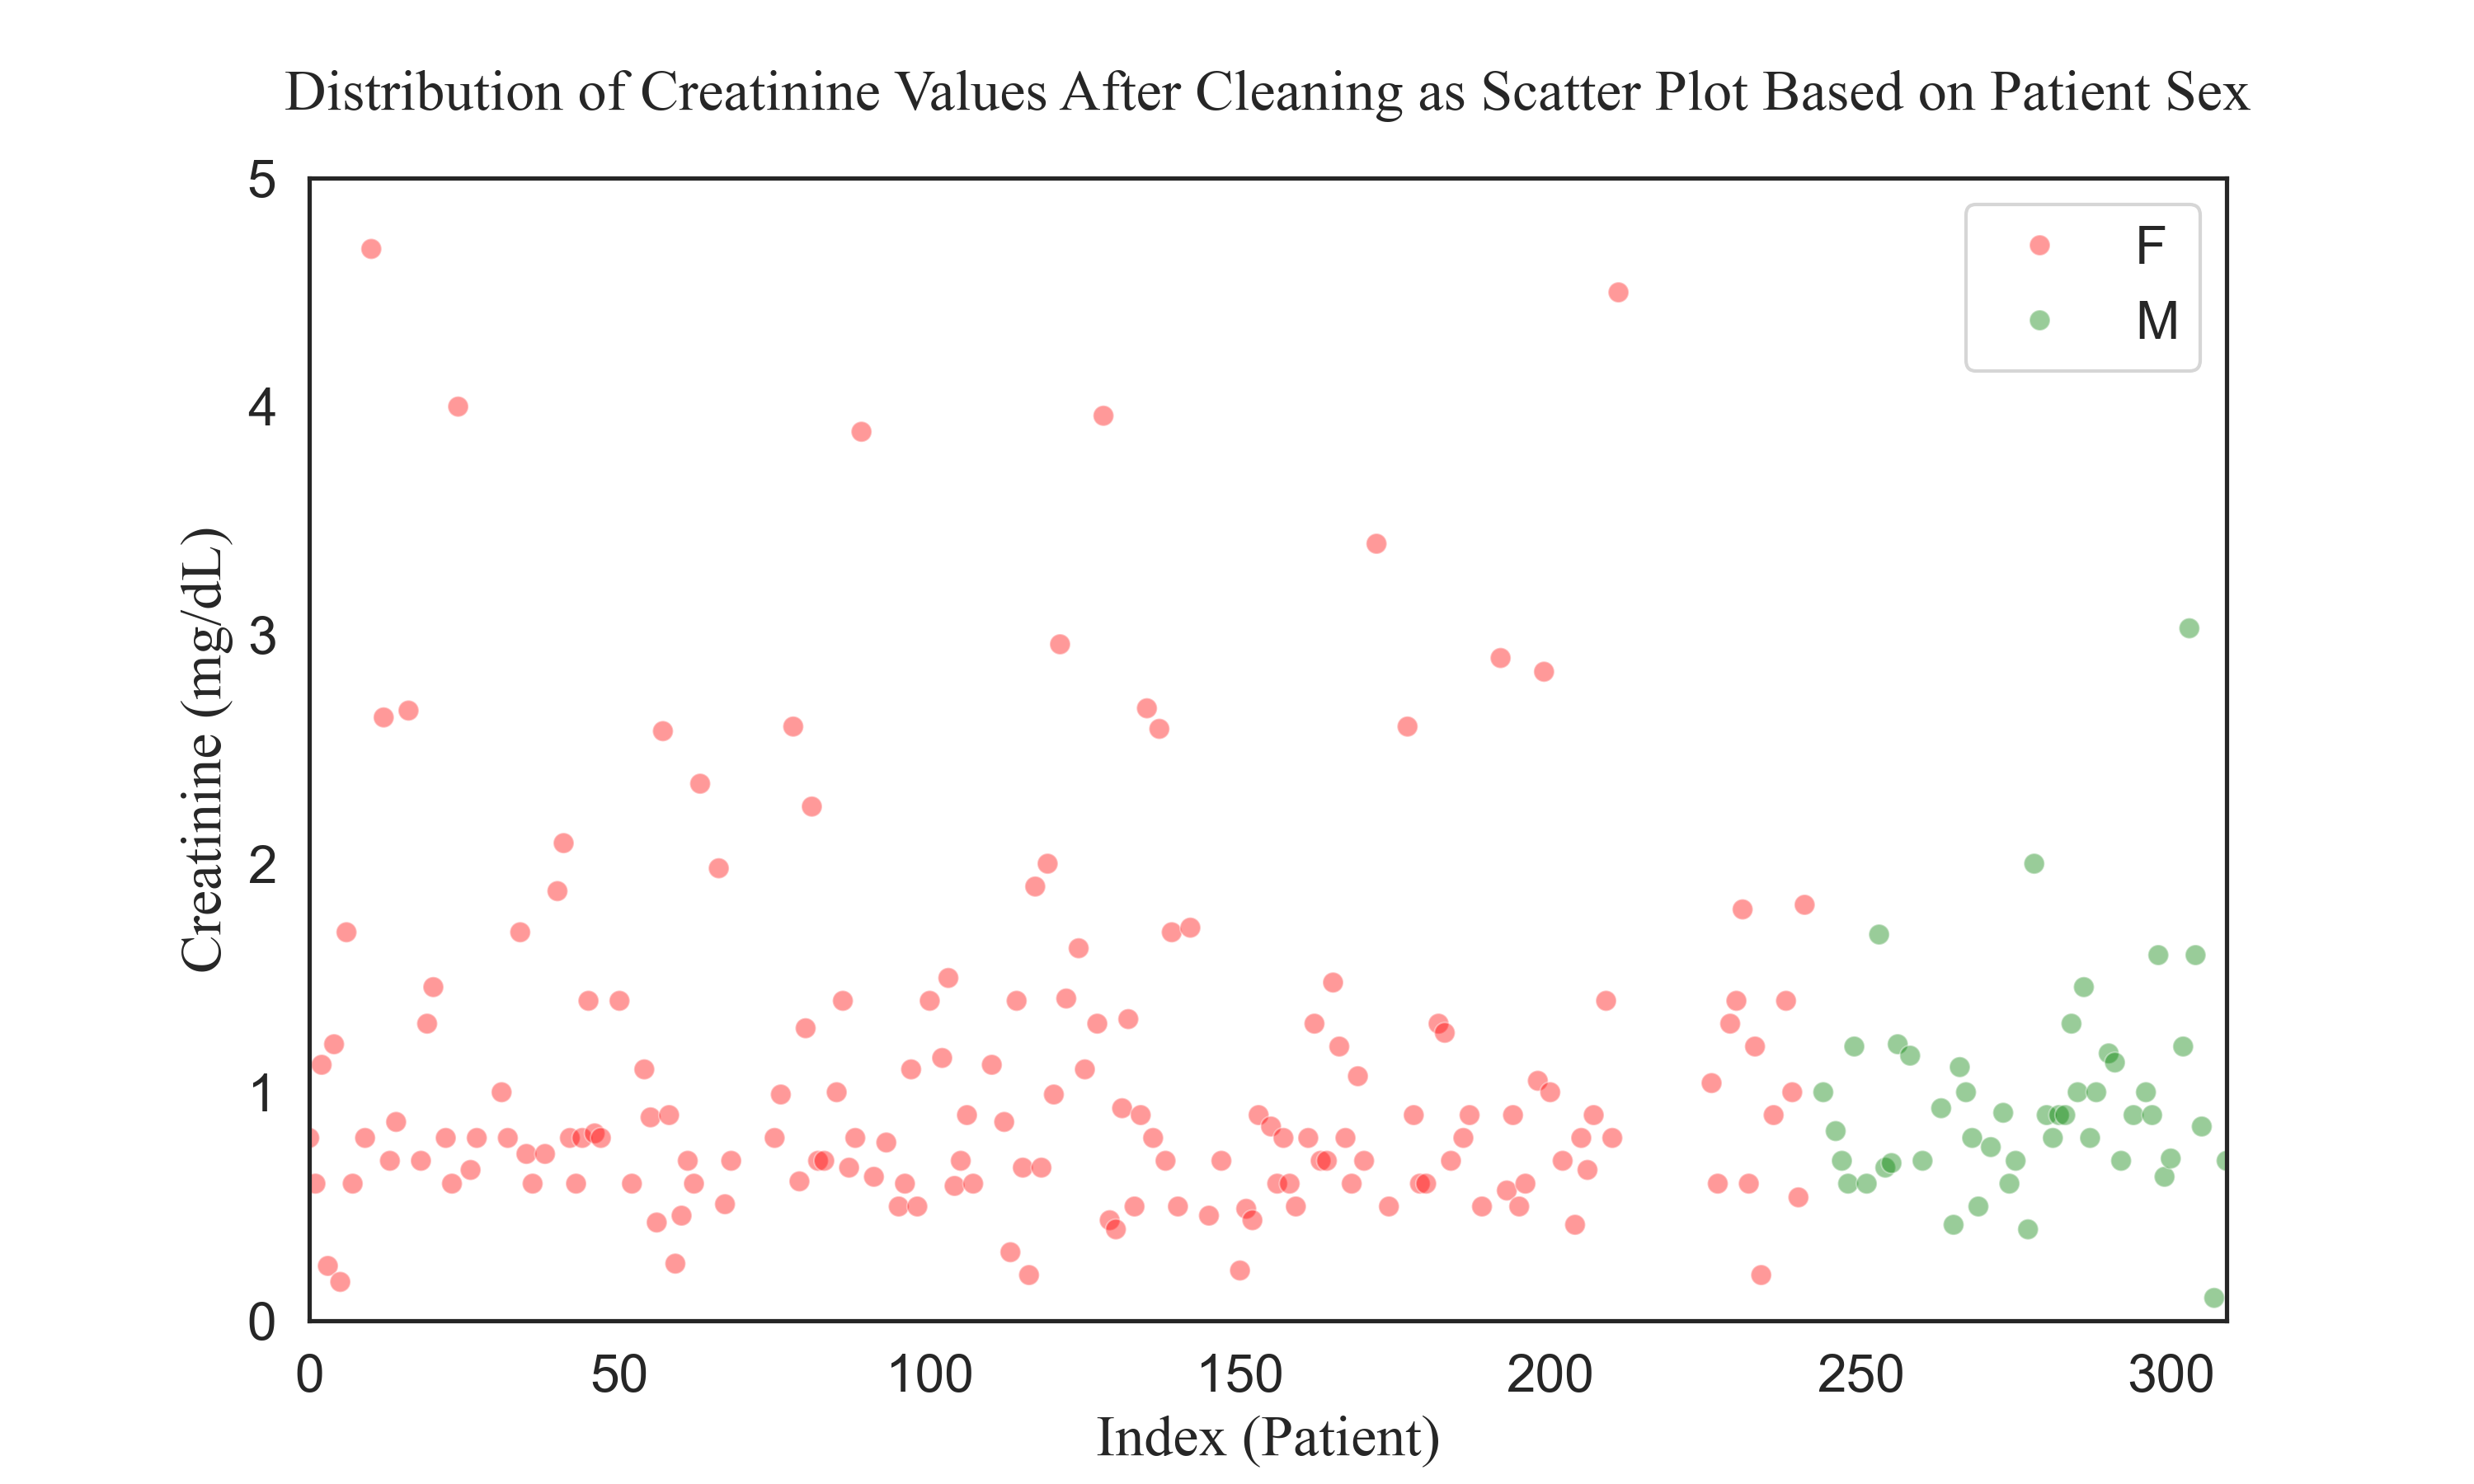 Distribution of Creatinine Values After Cleaning as Scatter Plot Based on Patient Sex
5
4
3
2
1
0
Creatinine (mg/dL)
F
M
0 50 100 150 200 250 300
Index (Patient)